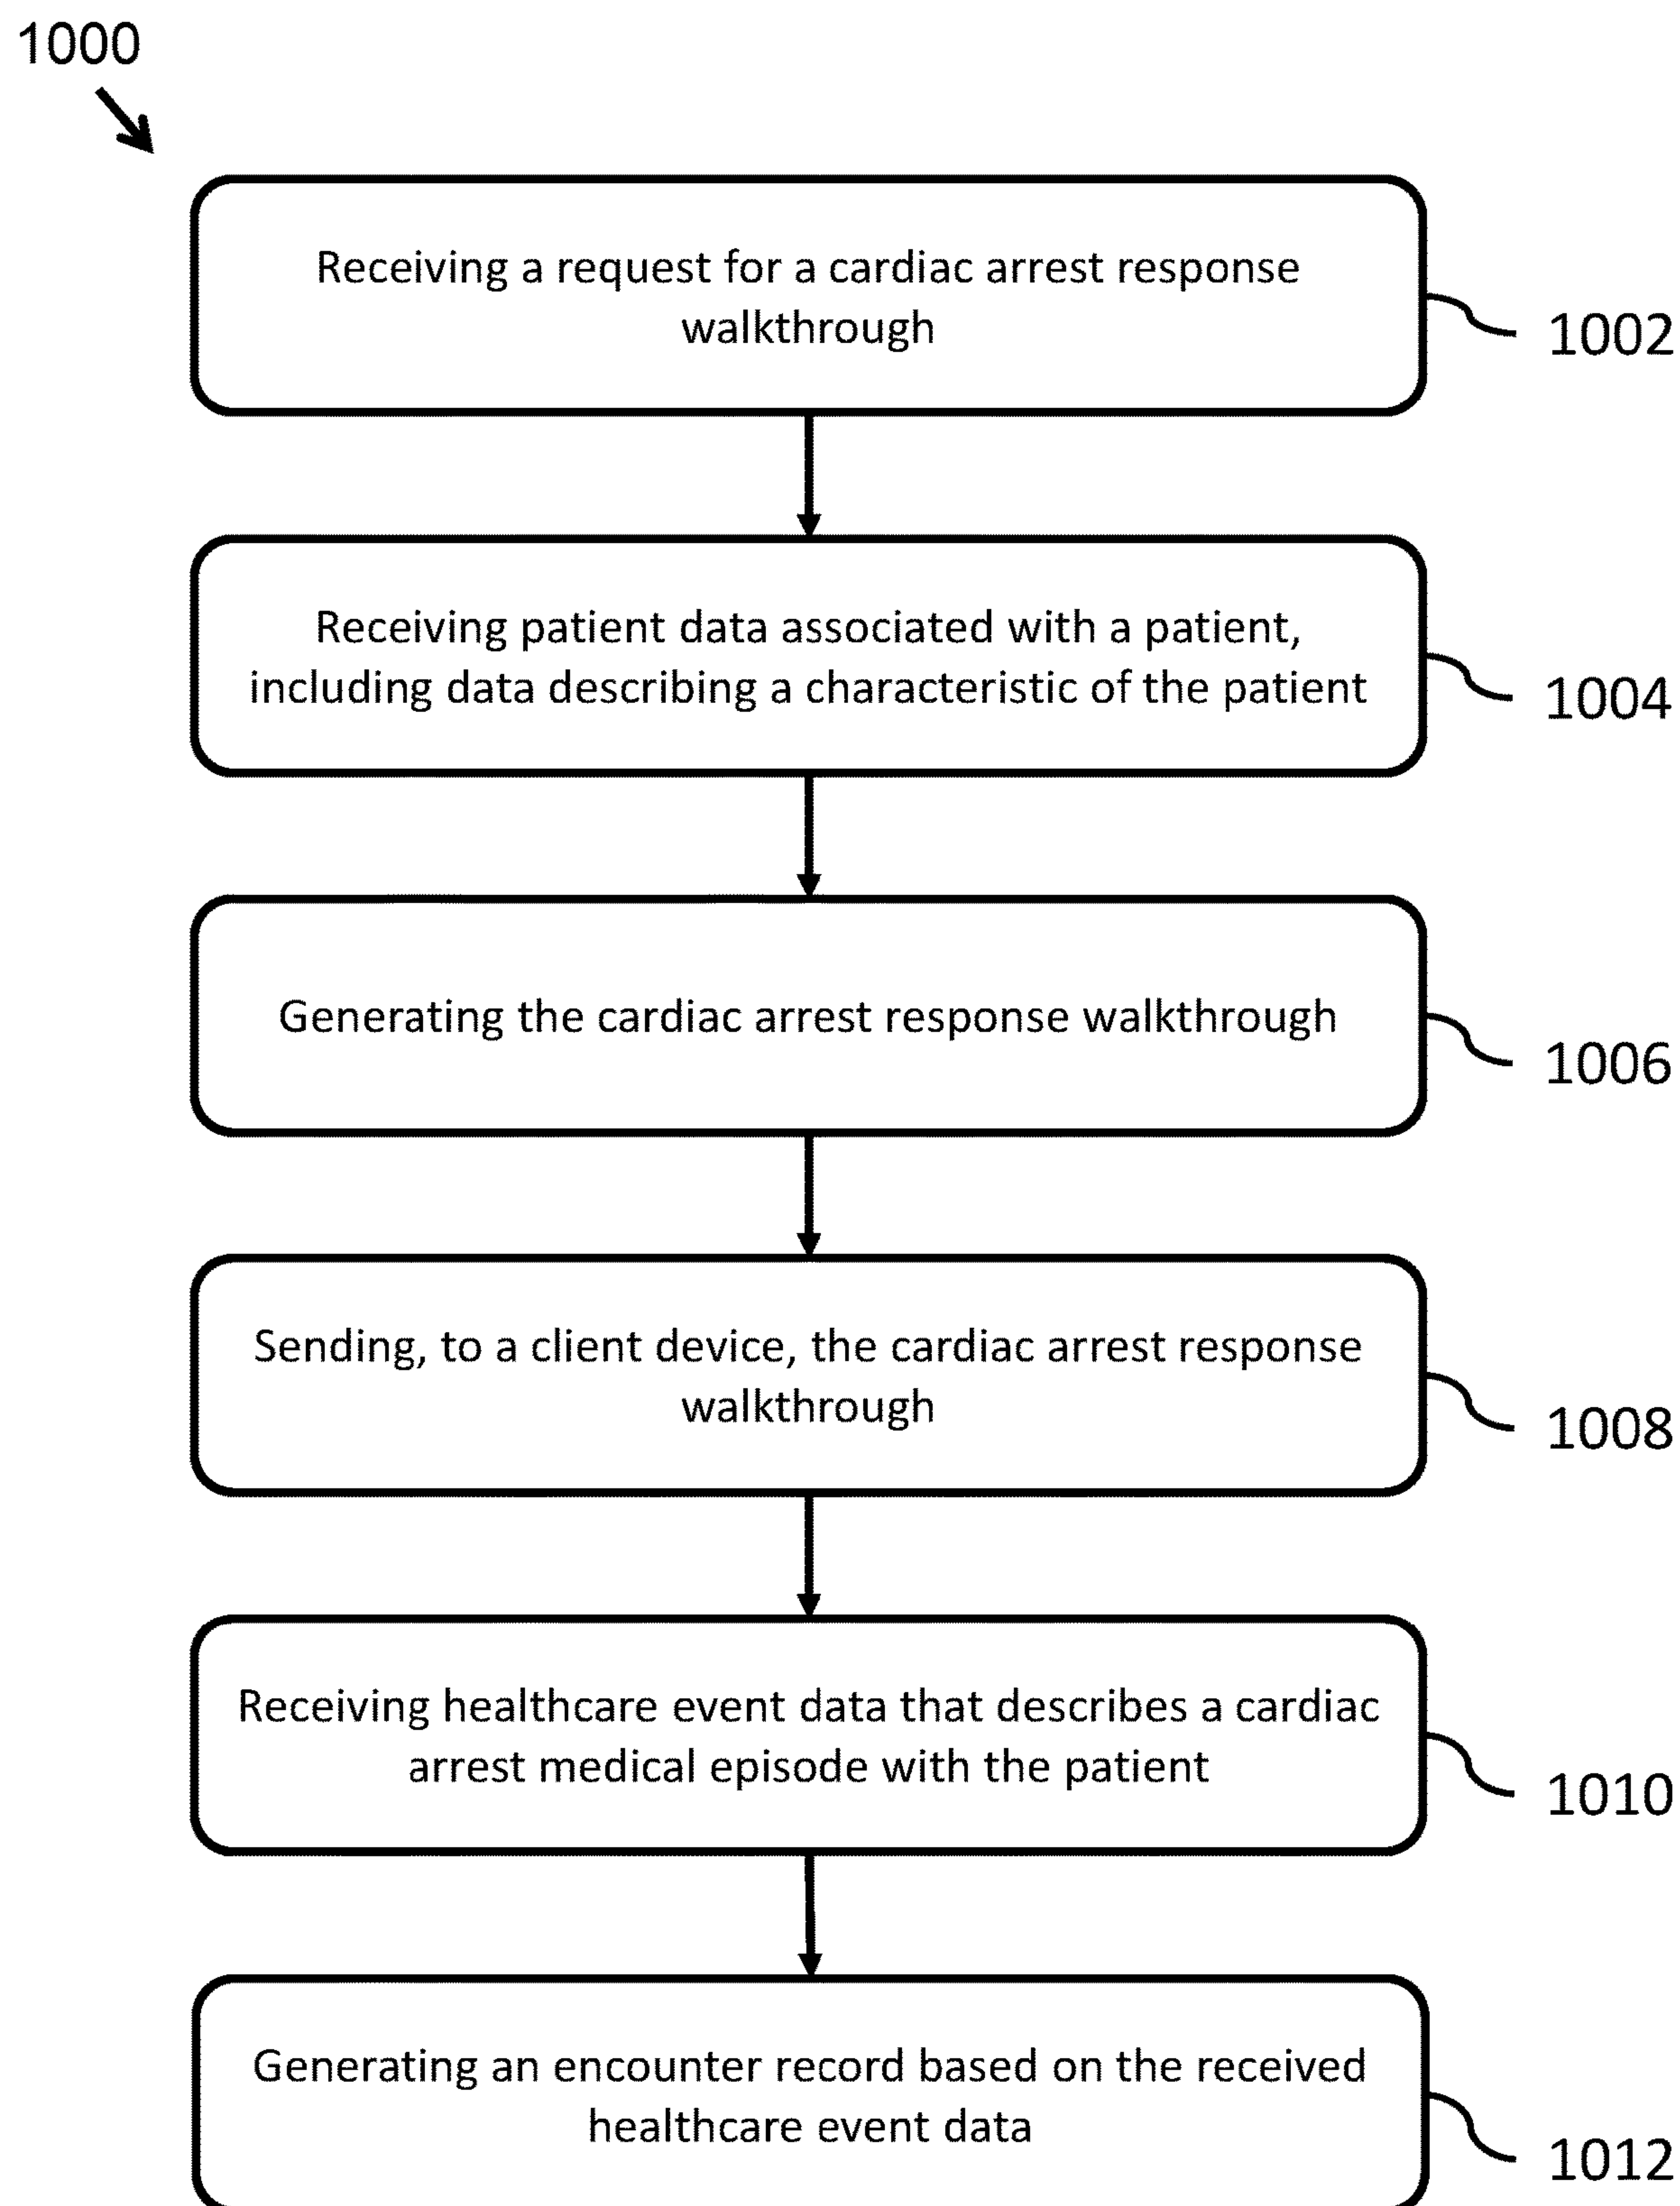 1000
Receiving a request for a cardiac arrest response
walkthrough
1002
Receiving patient data associated with a patient,
including data describing a characteristic of the patient
1004
Generating the cardiac arrest response walkthrough
1006
Sending, to a client device, the cardiac arrest response
walkthrough
1008
Receiving healthcare event data that describes a cardiac
arrest medical episode with the patient
1010
Generating an encounter record based on the received
healthcare event data
1012